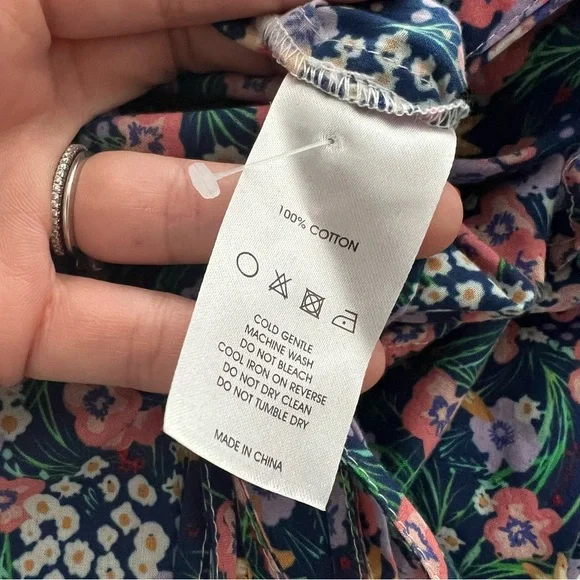 100% COTTON
COLD GENTLE
MACHINE WASH
DO NOT BLEACH
COOL IRON ON REVERSE
DO NOT DRY CLEAN
DO NOT TUMBLE DRY
MADE IN CHINA